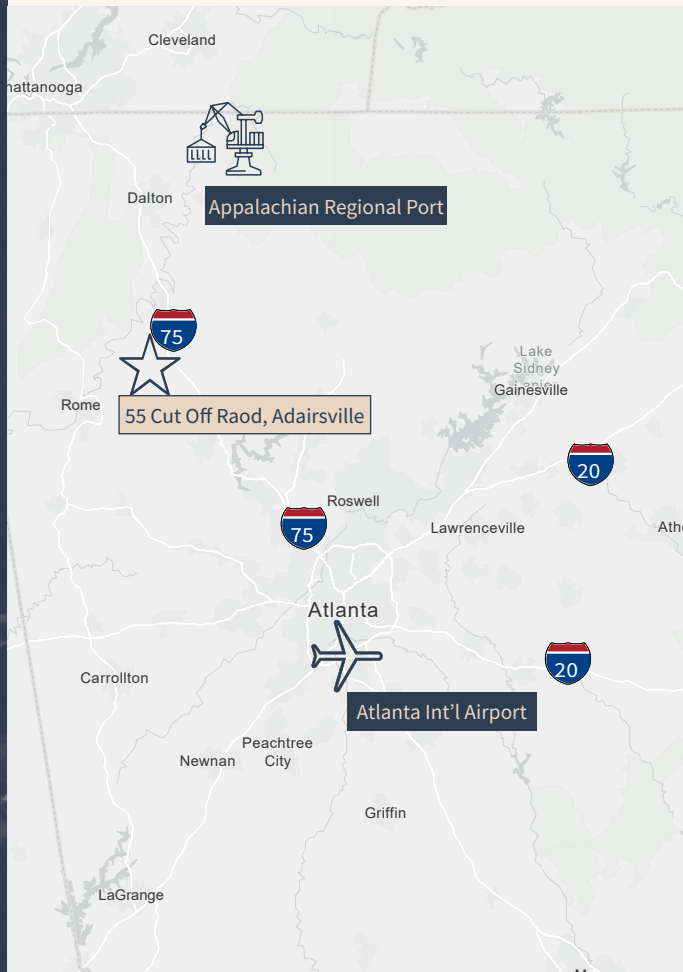 Cleveland
hattanooga
Dalton
Appalachian Regional Port
75
Lake
Sidney
Lanier
Gainesville
Rome
55 Cut Off Raod, Adairsville
20
Roswell
75
Lawrenceville
Ath
Atlanta
20
Carrollton
Atlanta Int’l Airport
Peachtree
City
Newnan
Griffin
LaGrange